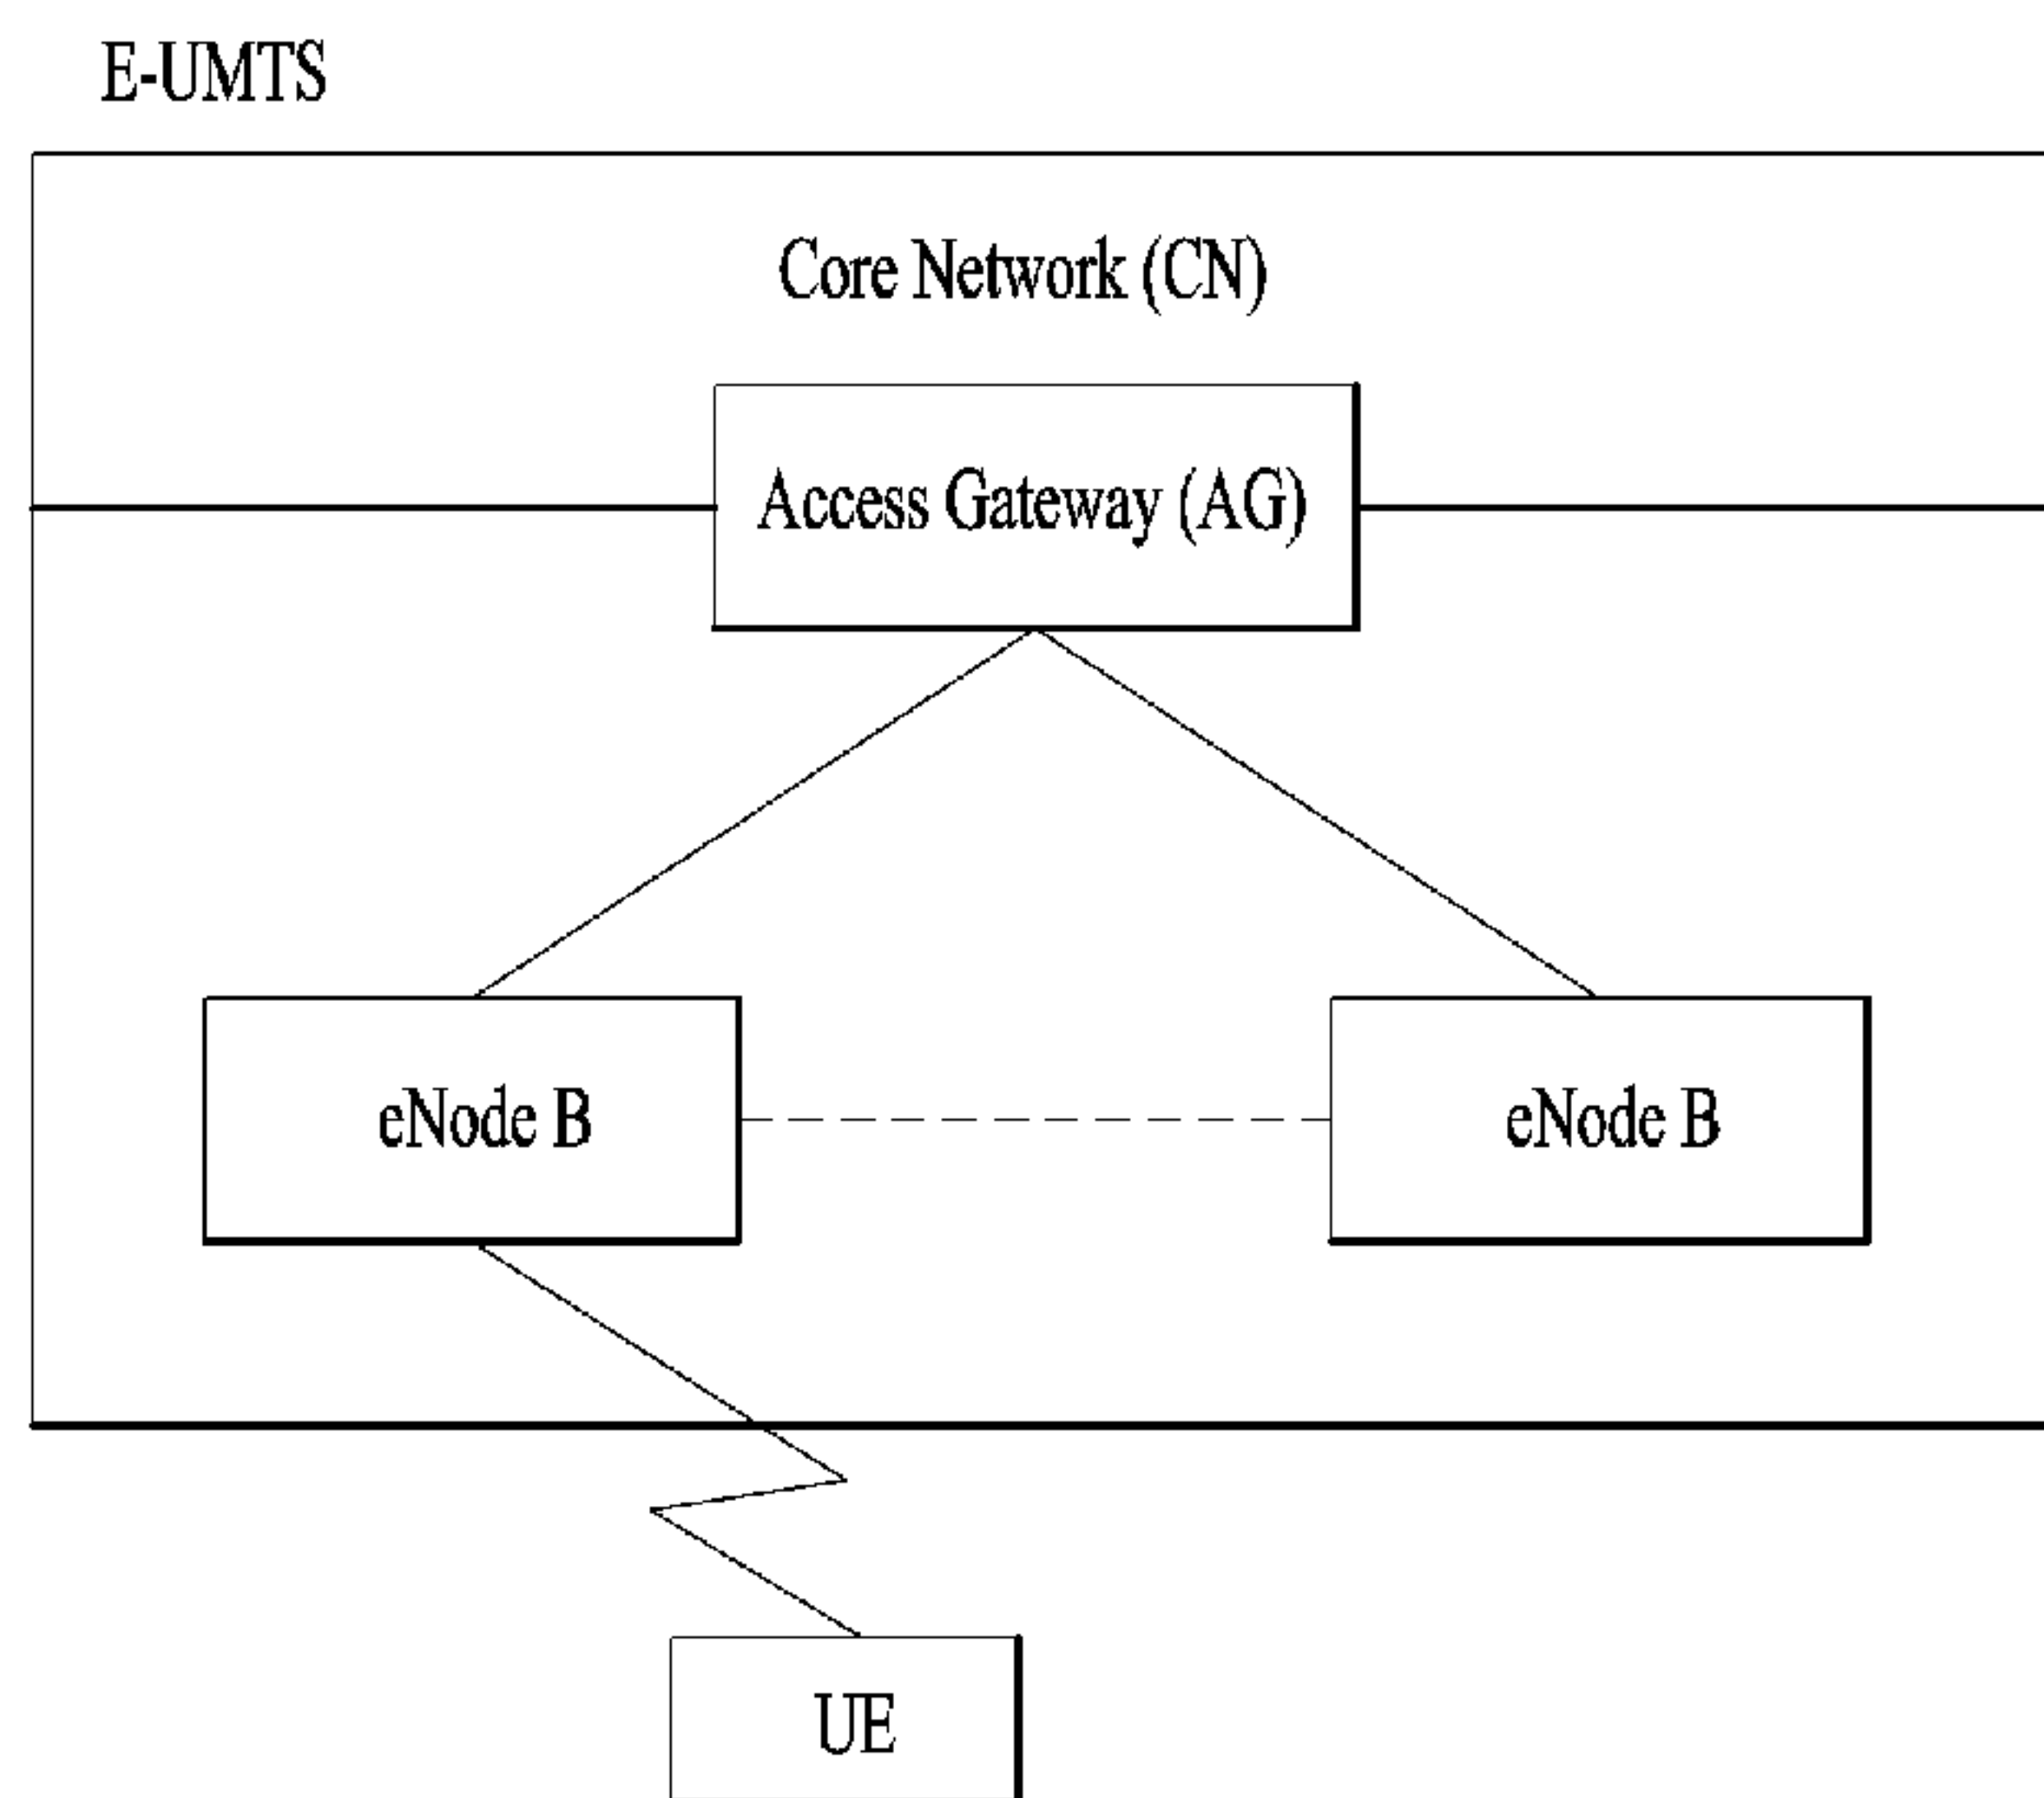 E-UMTS
Core Network (CN)
Access Gateway (AG)
eNode B
eNode B
UE